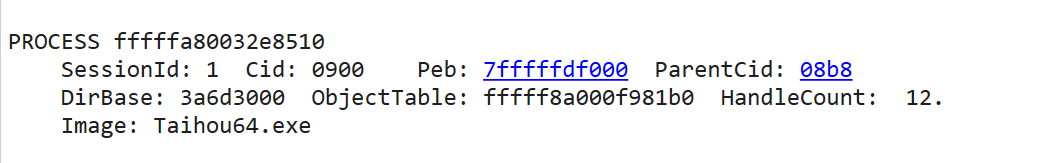 PROCESS fffffa80032e8510
SessionId: 1 Cid: 0900 Peb: 7fffffdf000 ParentCid: 08b8
DirBase: 3a6d3000 ObjectTable: fffff8a000f981b0 HandleCount: 12.
Image: Taihou64.exe